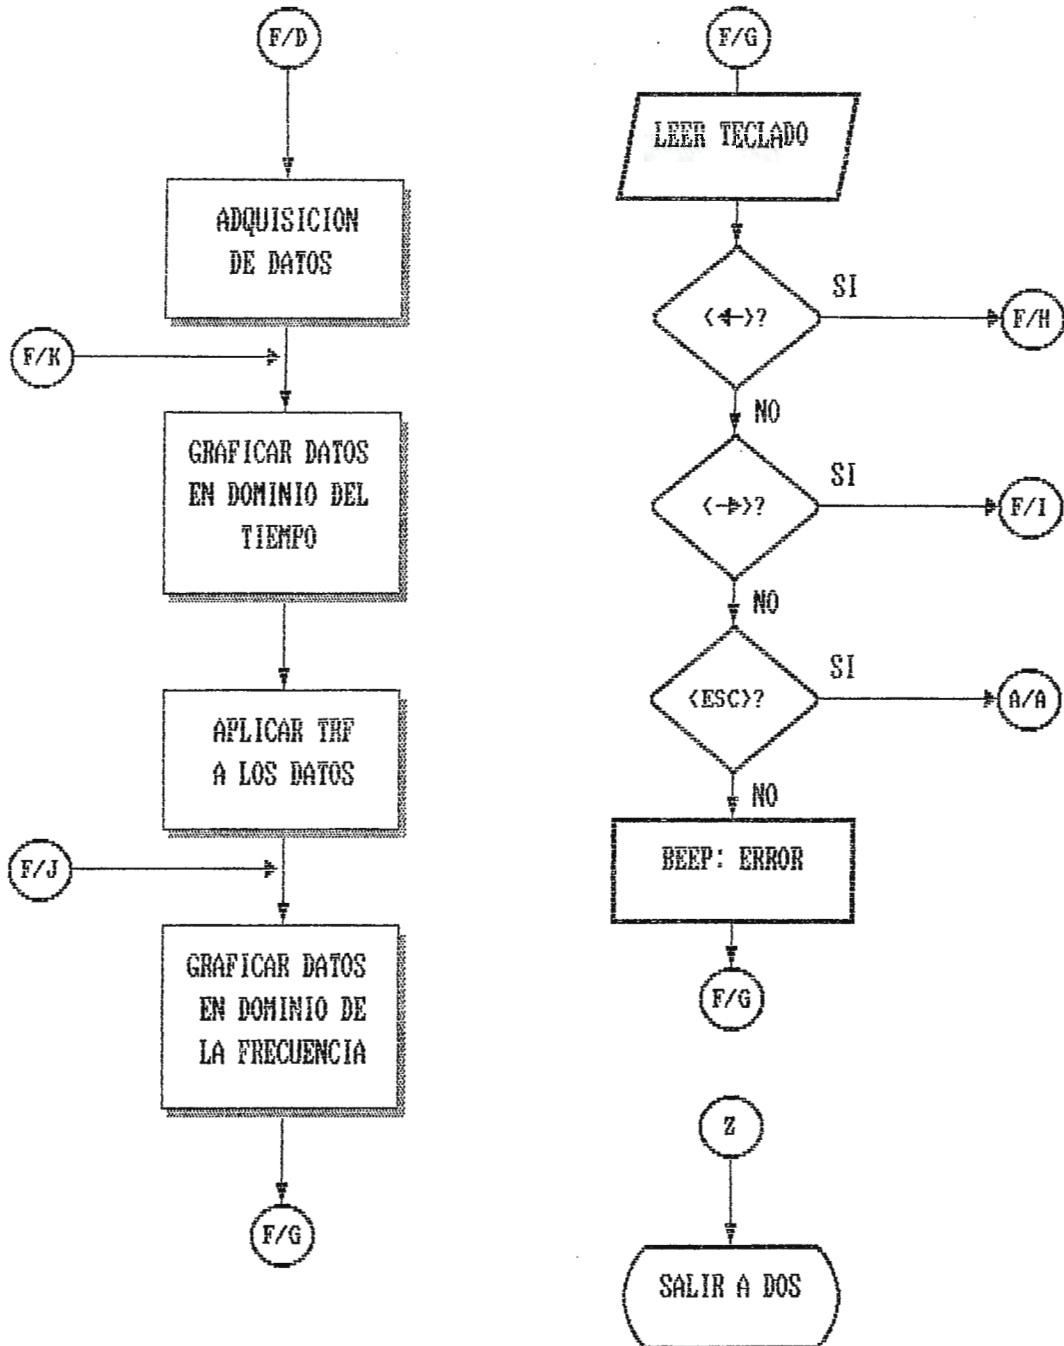 F/D
ADQUISICION
DE DATOS
F/K
GRAFICAR DATOS
EN DOMINIO DEL
TIEMPO
APLICAR TRF
A LOS DATOS
F/J
GRAFICAR DATOS
EN DOMINIO DE
LA FRECUENCIA
F/G
F/G
LEER TECLADO
<←>?
SI
F/H
NO
<→>?
SI
F/I
NO
<ESC>?
SI
A/A
NO
BEEP: ERROR
F/G
Z
SALIR A DOS